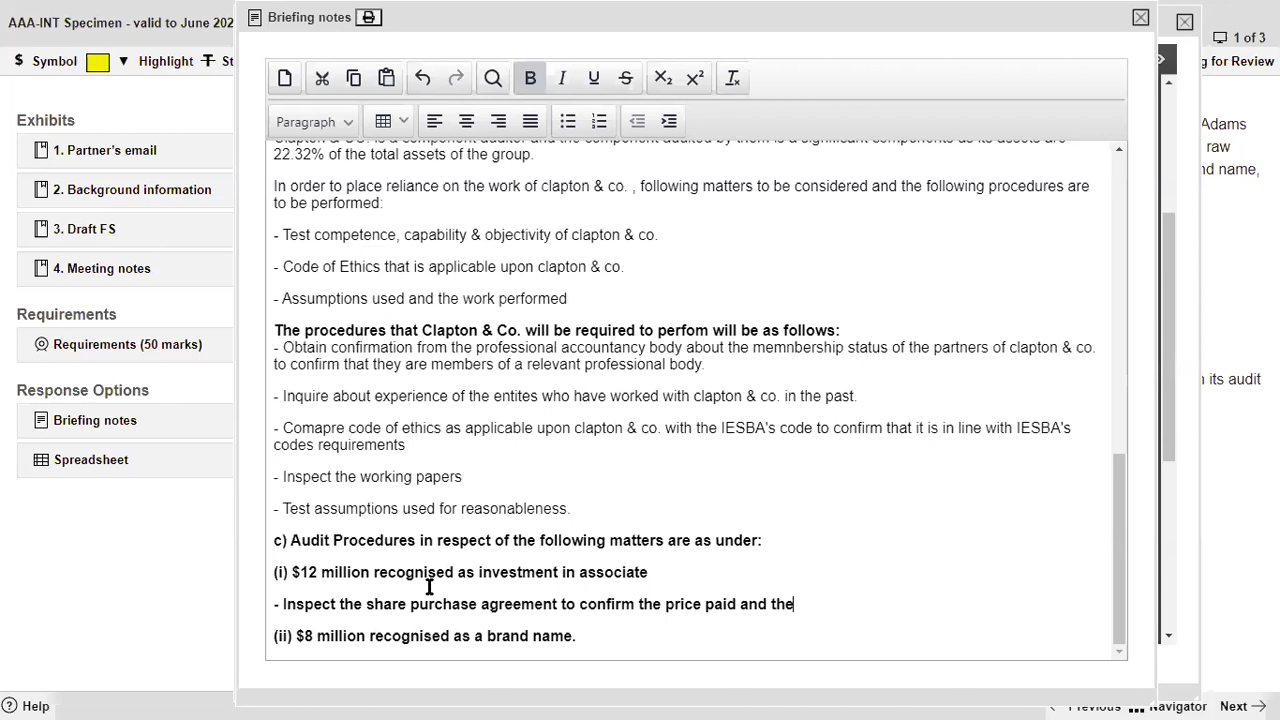 AAA-INT Specimen - valid to June 202
Briefing notes
1 of 3
$ Symbol
Highlight
T St
g for Review
B I U S X₂ X² Tx
Paragraph
Exhibits
1. Partner's email
2. Background information
3. Draft FS
4. Meeting notes
Requirements
Requirements (50 marks)
Response Options
Briefing notes
Spreadsheet
22.32% of the total assets of the group.
In order to place reliance on the work of clapton & co. , following matters to be considered and the following procedures are
to be performed:
- Test competence, capability & objectivity of clapton & co.
- Code of Ethics that is applicable upon clapton & co.
- Assumptions used and the work performed
The procedures that Clapton & Co. will be required to perfom will be as follows:
- Obtain confirmation from the professional accountancy body about the memnbership status of the partners of clapton & co.
to confirm that they are members of a relevant professional body.
- Inquire about experience of the entites who have worked with clapton & co. in the past.
- Comapre code of ethics as applicable upon clapton & co. with the IESBA's code to confirm that it is in line with IESBA's
codes requirements
- Inspect the working papers
- Test assumptions used for reasonableness.
c) Audit Procedures in respect of the following matters are as under:
(i) $12 million recognised as investment in associate
- Inspect the share purchase agreement to confirm the price paid and the
(ii) $8 million recognised as a brand name.
Adams
raw
nd name,
n its audit
Help
Previous
Navigator
Next